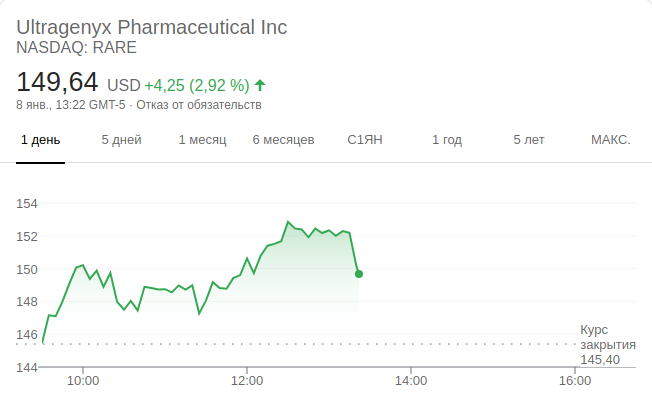 Ultragenyx Pharmaceutical Inc
NASDAQ: RARE
149,64 USD +4,25 (2,92 %)
8 янв., 13:22 GMT-5 · Отказ от обязательств
1 день 5 дней 1 месяц 6 месяцев С1ЯН 1 год 5 лет МАКС.
154
152
150
148
146
144
Курс
закрытия
145,40
10:00 12:00 14:00 16:00